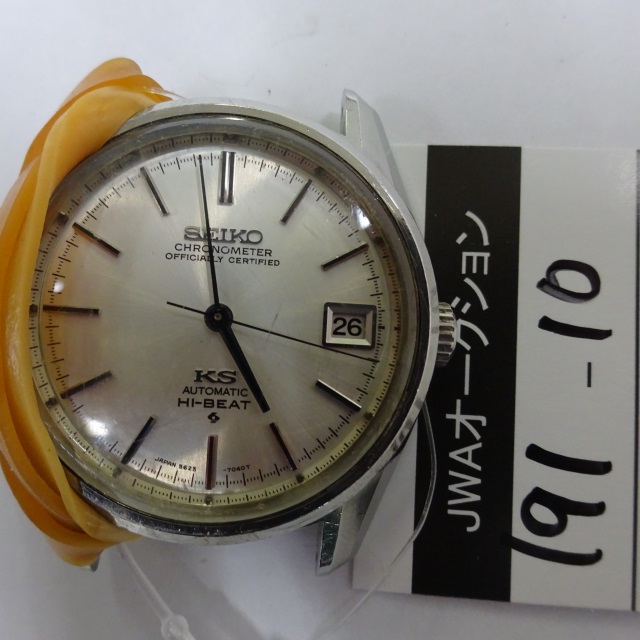 SEIKO
CHRONOMETER
OFFICIALLY CERTIFIED
26
KS
AUTOMATIC
HI-BEAT
JAPAN 5625 -7060T
JWAオークション
191-10